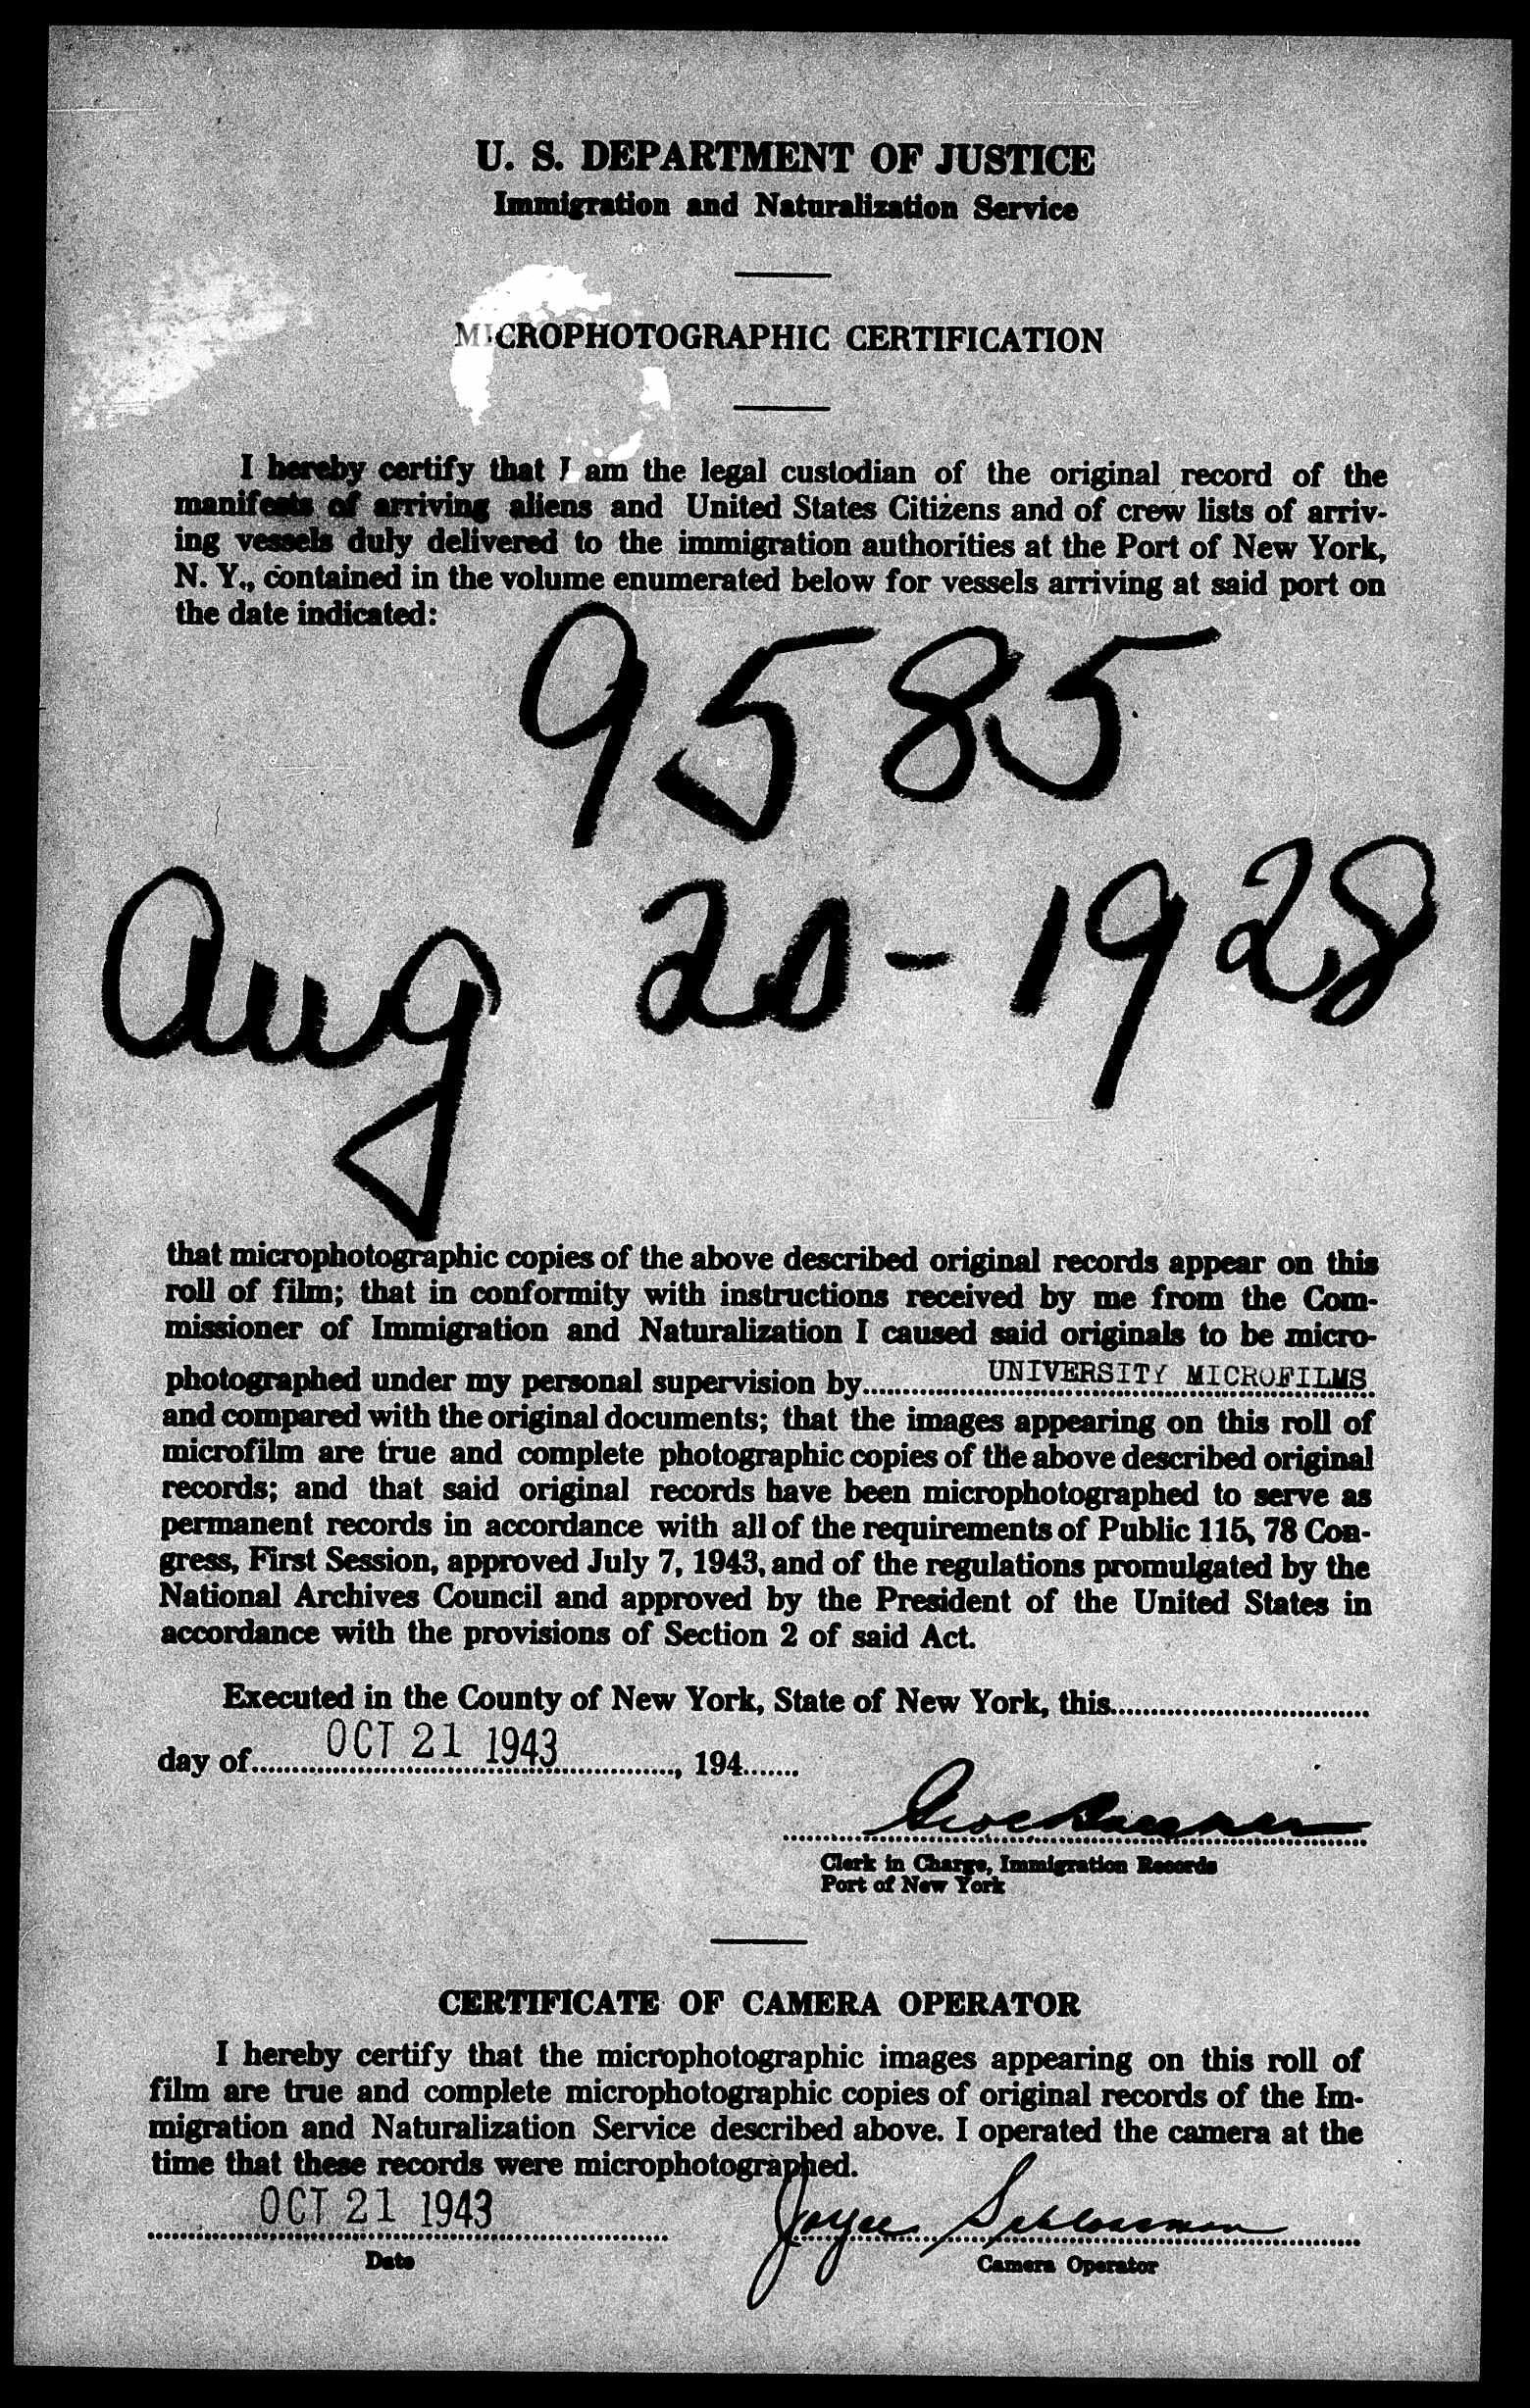 U. S. DEPARTMENT OF JUSTICE
Immigration and Naturalization Service
MICROPHOTOGRAPHIC CERTIFICATION
I hereby certify that I am the legal custodian of the original record of the
manifests of arriving aliens and United States Citizens and of crew lists of arriv-
ing vessels duly delivered to the immigration authorities at the Port of New York,
N. Y., contained in the volume enumerated below for vessels arriving at said port on
the date indicated:
9585
Aug 20-1928
that microphotographic copies of the above described original records appear on this
roll of film; that in conformity with instructions received by me from the Com-
missioner of Immigration and Naturalization I caused said originals to be micro-
photographed under my personal supervision by UNIVERSITY MICROFILMS
and compared with the original documents; that the images appearing on this roll of
microfilm are true and complete photographic copies of the above described original
records; and that said original records have been microphotographed to serve as
permanent records in accordance with all of the requirements of Public 115, 78 Con-
gress, First Session, approved July 7, 1943, and of the regulations promulgated by the
National Archives Council and approved by the President of the United States in
accordance with the provisions of Section 2 of said Act.
Executed in the County of New York, State of New York, this
day of OCT 21 1943, 194
Clerk in Charge, Immigration Records
Port of New York
CERTIFICATE OF CAMERA OPERATOR
I hereby certify that the microphotographic images appearing on this roll of
film are true and complete microphotographic copies of original records of the Im-
migration and Naturalization Service described above. I operated the camera at the
time that these records were microphotographed.
OCT 21 1943 Joyce Schlossman
Date Camera Operator